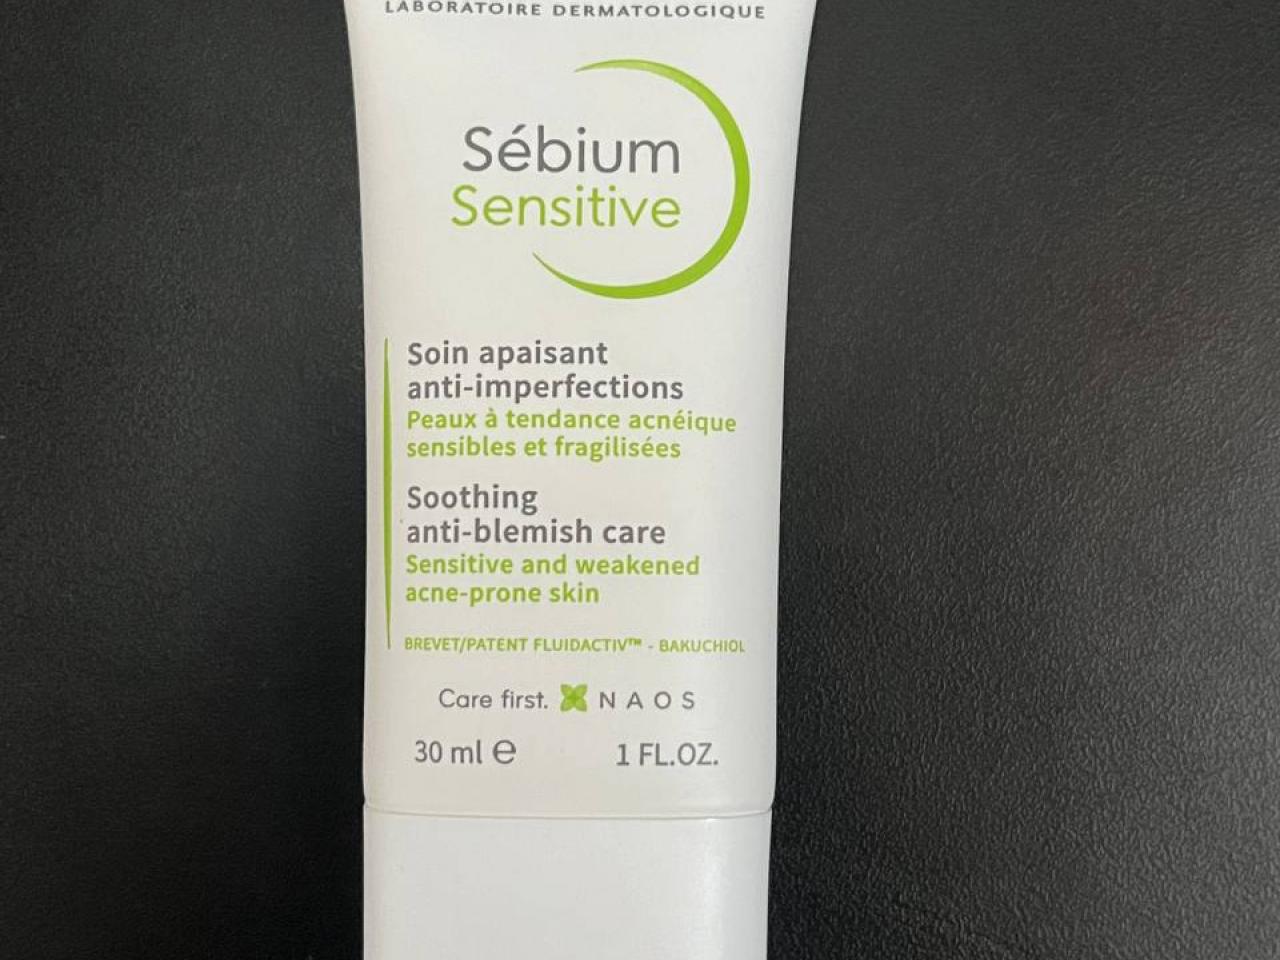 LABORATOIRE DERMATOLOGIQUE
Sébium
Sensitive
Soin apaisant
anti-imperfections
Peaux à tendance acnéique
sensibles et fragilisées
Soothing
anti-blemish care
Sensitive and weakened
acne-prone skin
BREVET/PATENT FLUIDACTIV™ - BAKUCHIOL
Care first. NAOS
30 ml e 1 FL.OZ.